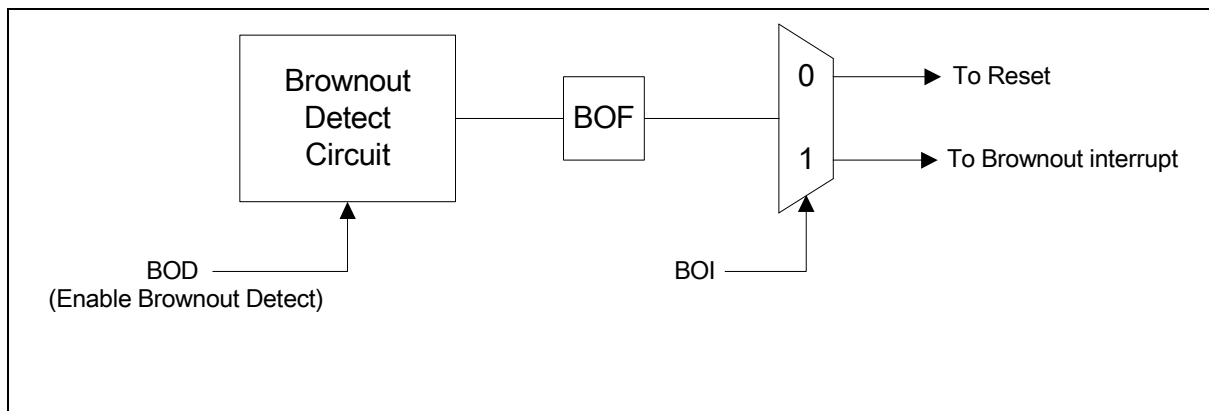 Brownout
Detect
Circuit
BOF
0
1
To Reset
To Brownout interrupt
BOD
(Enable Brownout Detect)
BOI